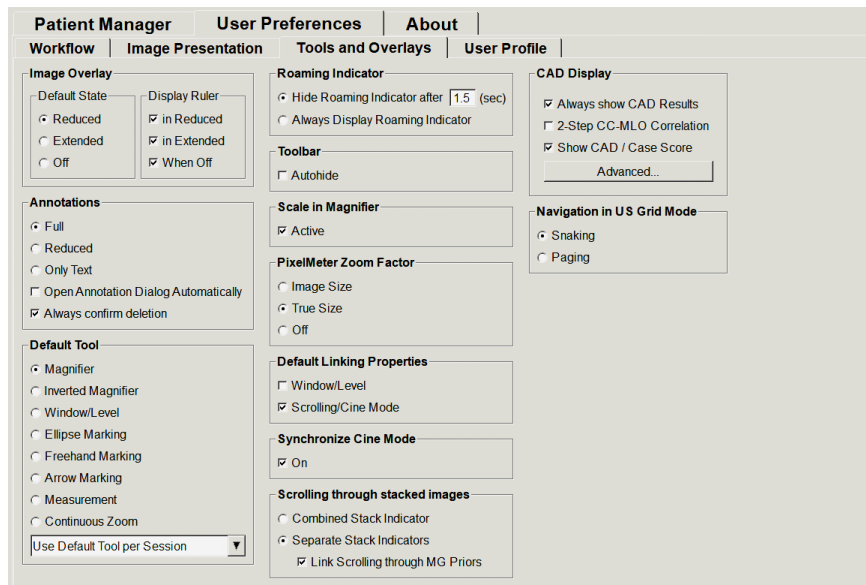 Patient Manager
User Preferences
About
Workflow
Image Presentation
Tools and Overlays
User Profile
Image Overlay
Default State
Reduced
Extended
Off
Display Ruler
in Reduced
in Extended
When Off
Annotations
Full
Reduced
Only Text
Open Annotation Dialog Automatically
Always confirm deletion
Default Tool
Magnifier
Inverted Magnifier
Window/Level
Ellipse Marking
Freehand Marking
Arrow Marking
Measurement
Continuous Zoom
Use Default Tool per Session
Roaming Indicator
Hide Roaming Indicator after 1.5 (sec)
Always Display Roaming Indicator
Toolbar
Autohide
Scale in Magnifier
Active
PixelMeter Zoom Factor
Image Size
True Size
Off
Default Linking Properties
Window/Level
Scrolling/Cine Mode
Synchronize Cine Mode
On
Scrolling through stacked images
Combined Stack Indicator
Separate Stack Indicators
Link Scrolling through MG Priors
CAD Display
Always show CAD Results
2-Step CC-MLO Correlation
Show CAD / Case Score
Advanced...
Navigation in US Grid Mode
Snaking
Paging